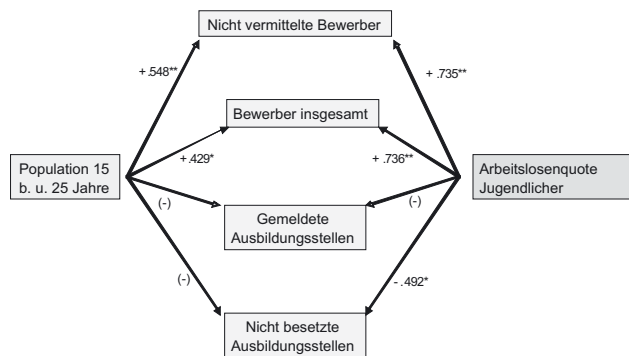 Nicht vermittelte Bewerber
+ .548**
+ .735**
Bewerber insgesamt
+.429*
+ .736**
Population 15
b. u. 25 Jahre
Arbeitslosenquote
Jugendlicher
(-)
(-)
Gemeldete
Ausbildungsstellen
(-)
- .492*
Nicht besetzte
Ausbildungsstellen